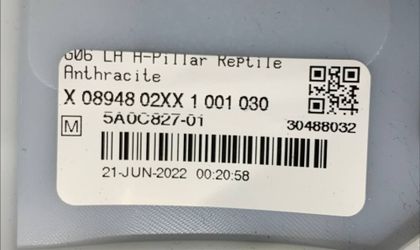 G06 LH A-Pillar Reptile
Anthracite
X 08948 02XX 1 001 030
M
5A0C827-01
30488032
21-JUN-2022 00:20:58